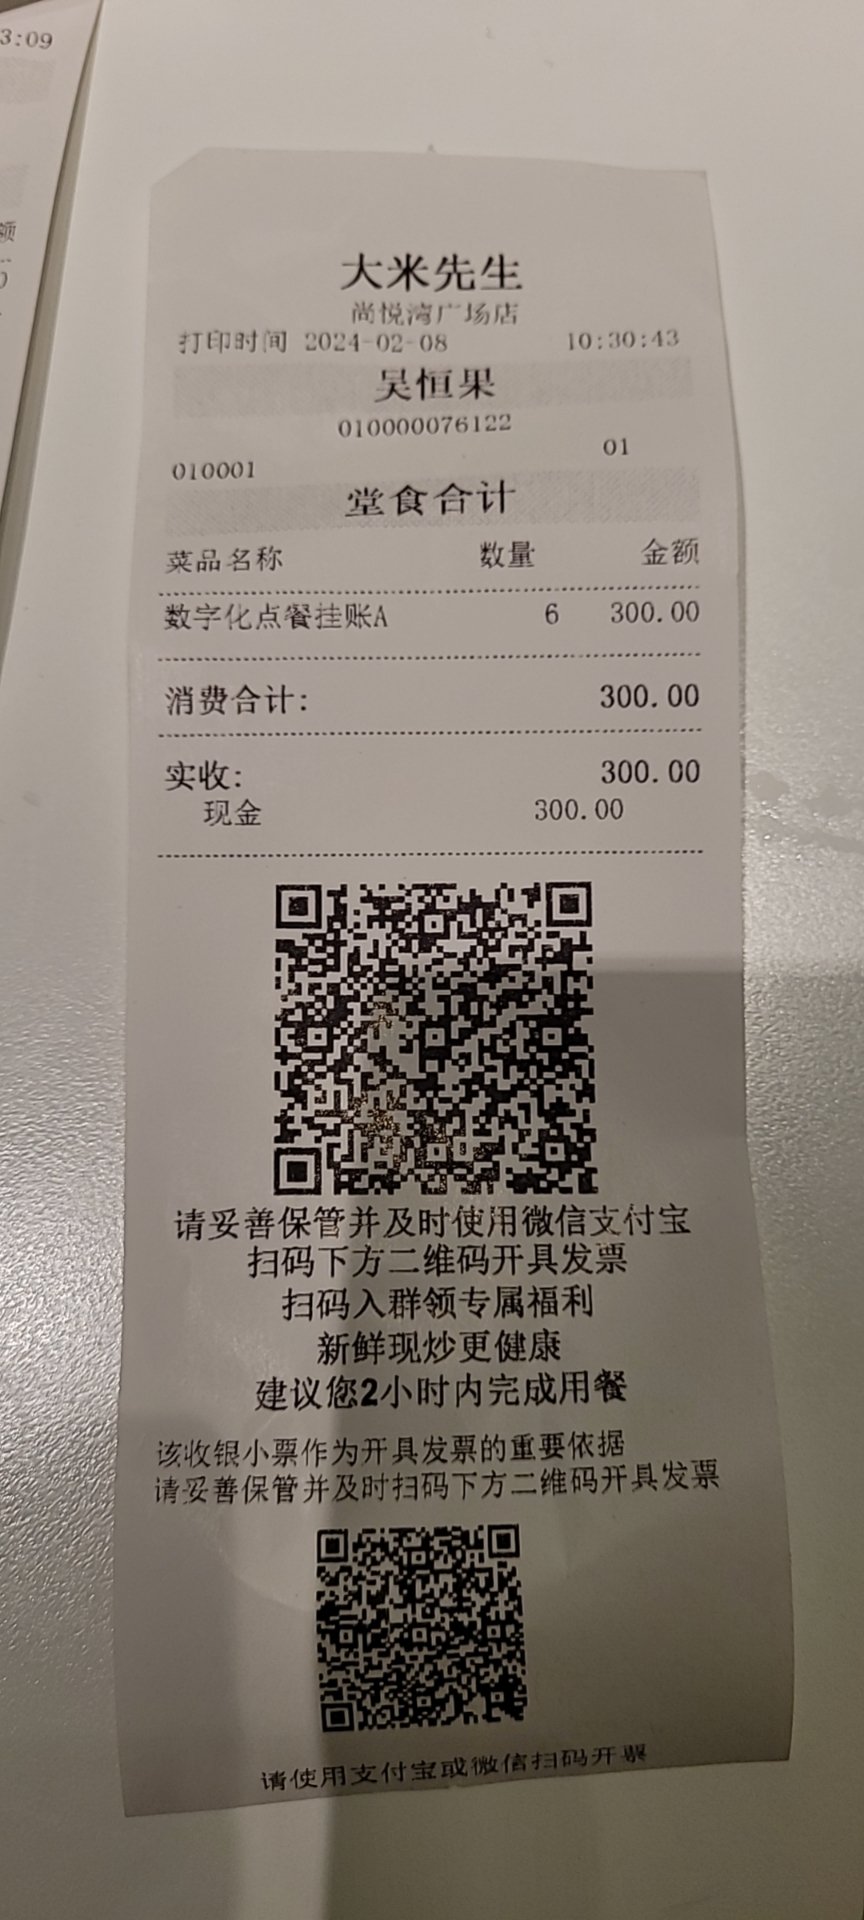 3:09
额
大米先生
尚悦湾广场店
打印时间 2024-02-08 10:30:43
吴恒果
010000076122
01
010001
堂食合计
菜品名称 数量 金额
数字化点餐挂账A 6 300.00
消费合计: 300.00
实收: 300.00
现金 300.00
请妥善保管并及时使用微信支付宝
扫码下方二维码开具发票
扫码入群领专属福利
新鲜现炒更健康
建议您2小时内完成用餐
该收银小票作为开具发票的重要依据
请妥善保管并及时扫码下方二维码开具发票
请使用支付宝或微信扫码开票